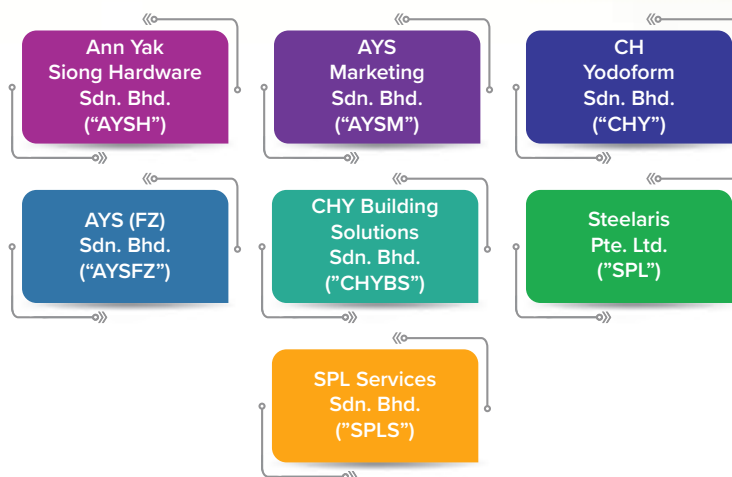 Ann Yak
Siong Hardware
Sdn. Bhd.
(“AYSH”)
AYS
Marketing
Sdn. Bhd.
(“AYSM”)
CH
Yodoform
Sdn. Bhd.
(“CHY”)
AYS (FZ)
Sdn. Bhd.
(“AYSFZ”)
CHY Building
Solutions
Sdn. Bhd.
(”CHYBS”)
Steelaris
Pte. Ltd.
(”SPL”)
SPL Services
Sdn. Bhd.
(”SPLS”)